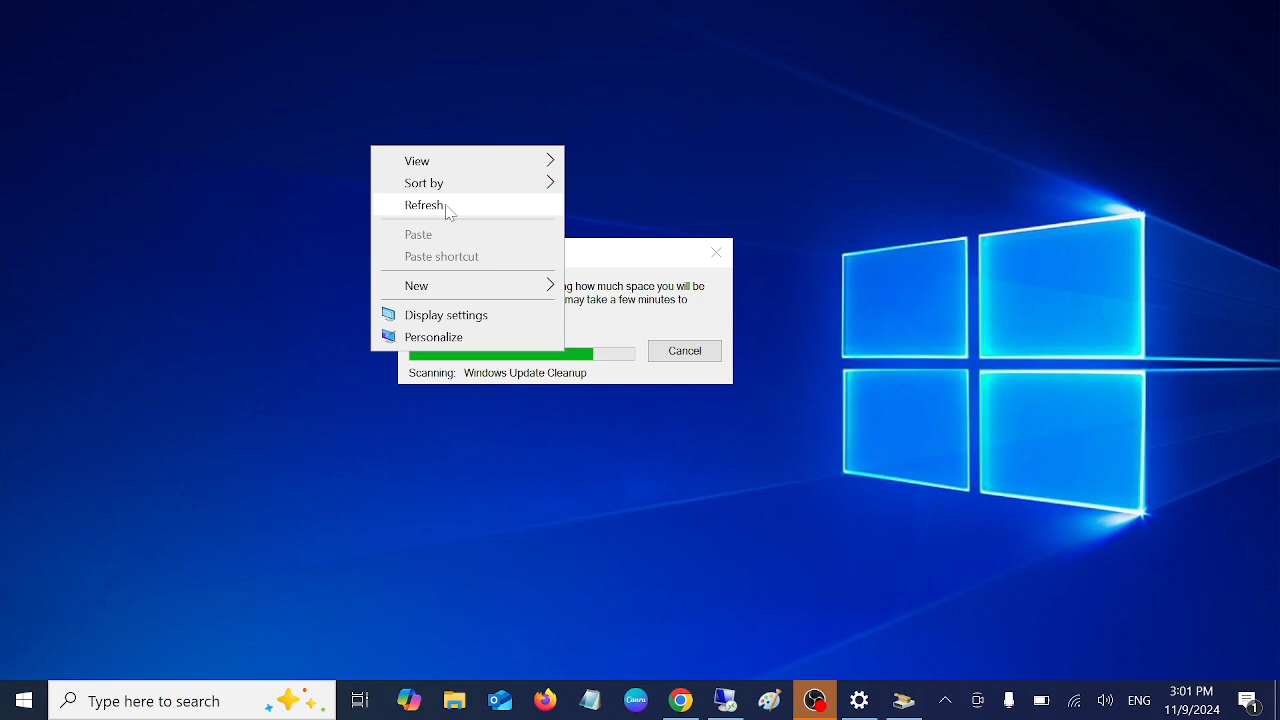 View
Sort by
Refresh
Paste
Paste shortcut
New
Display settings
Personalize
how much space you will be
may take a few minutes to
Cancel
Scanning: Windows Update Cleanup
Type here to search
Canva
ENG
3:01 PM
11/9/2024
1